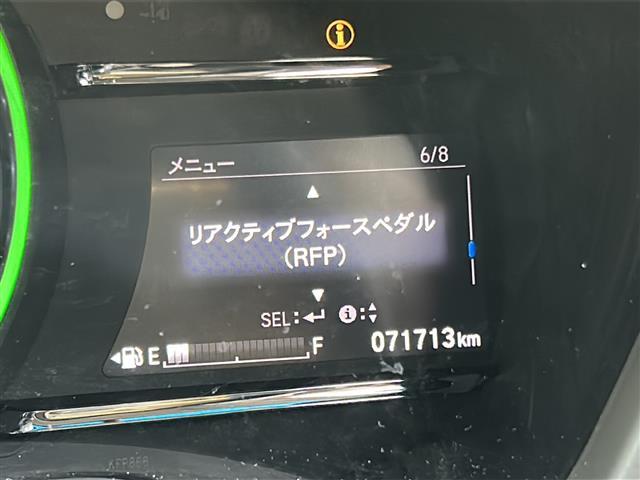 メニュー 6/8
▲
リアクティブフォースペダル
(RFP)
▼
SEL:↵ i:▲▼
E F 071713km